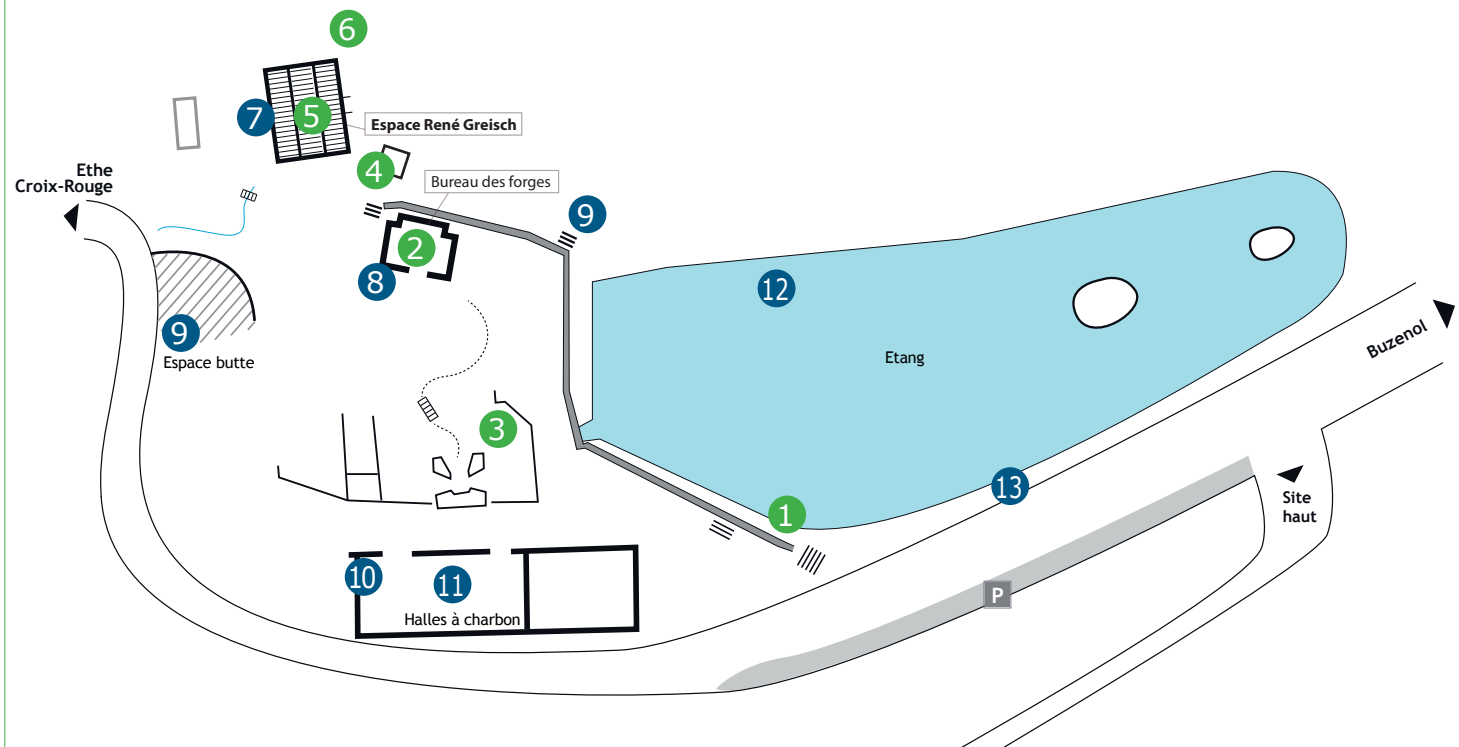 6
7
5
Espace René Greisch
4
Ethe
Croix-Rouge
Bureau des forges
9
2
8
12
9
Espace butte
Etang
Buzenol
3
13
1
Site
haut
10
11
Halles à charbon
P